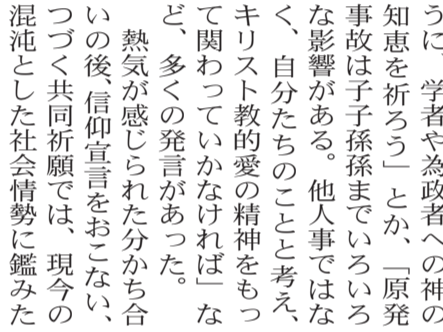 うに、学者や為政者への神の
知恵を祈ろう」とか、「原発
事故は子子孫孫までいろいろ
な影響がある。他人事ではな
く、自分たちのことと考え、
キリスト教的愛の精神をもっ
て関わっていかなければ」な
ど、多くの発言があった。
熱気が感じられた分かち合
いの後、信仰宣言をおこない、
つづく共同祈願では、現今の
混沌とした社会情勢に鑑みた